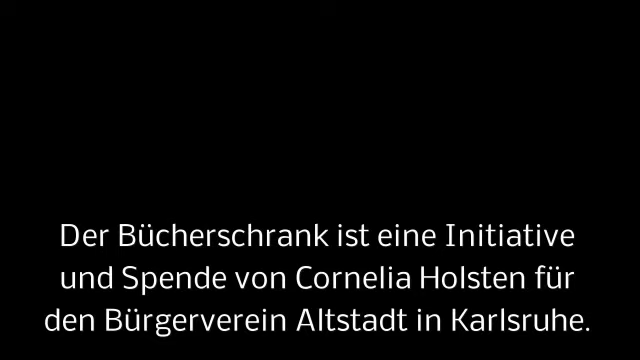 Der Bücherschrank ist eine Initiative
und Spende von Cornelia Holsten für
den Bürgerverein Altstadt in Karlsruhe.